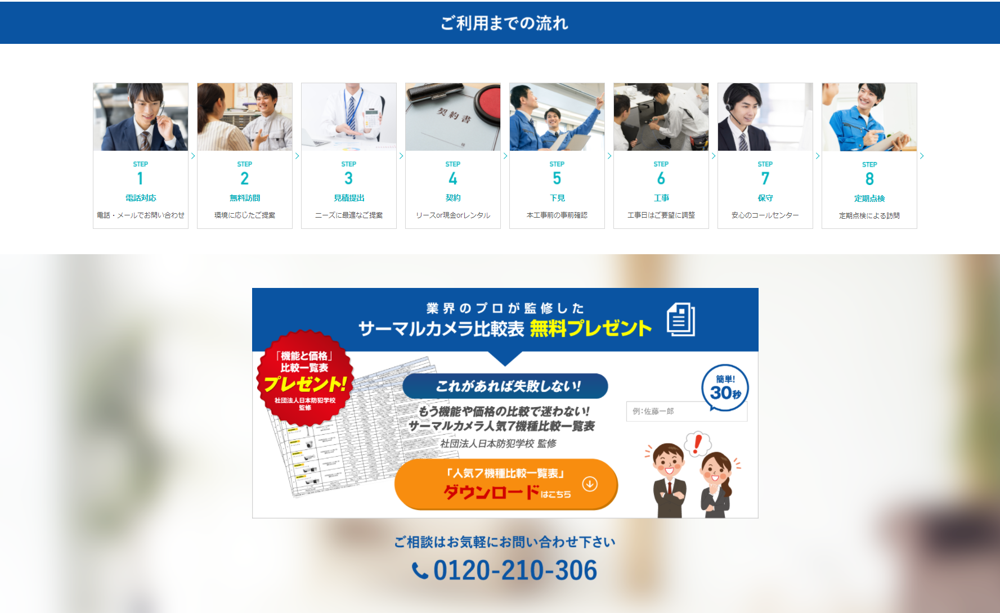 ご利用までの流れ
契約書
様
STEP
1
電話対応
電話・メールでお問い合わせ
STEP
2
無料訪問
環境に応じたご提案
STEP
3
見積提出
ニーズに最適なご提案
STEP
4
契約
リースor現金orレンタル
STEP
5
下見
本工事前の事前確認
STEP
6
工事
工事日はご要望に調整
STEP
7
保守
安心のコールセンター
STEP
8
定期点検
定期点検による訪問
業界のプロが監修した
サーマルカメラ比較表 無料プレゼント
「機能と価格」
比較一覧表
プレゼント!
社団法人日本防犯学校
監修
これがあれば失敗しない!
もう機能や価格の比較で迷わない!
サーマルカメラ人気7機種比較一覧表
社団法人日本防犯学校 監修
「人気7機種比較一覧表」
ダウンロードはこちら
簡単!
30秒
例:佐藤一郎
ご相談はお気軽にお問い合わせ下さい
0120-210-306